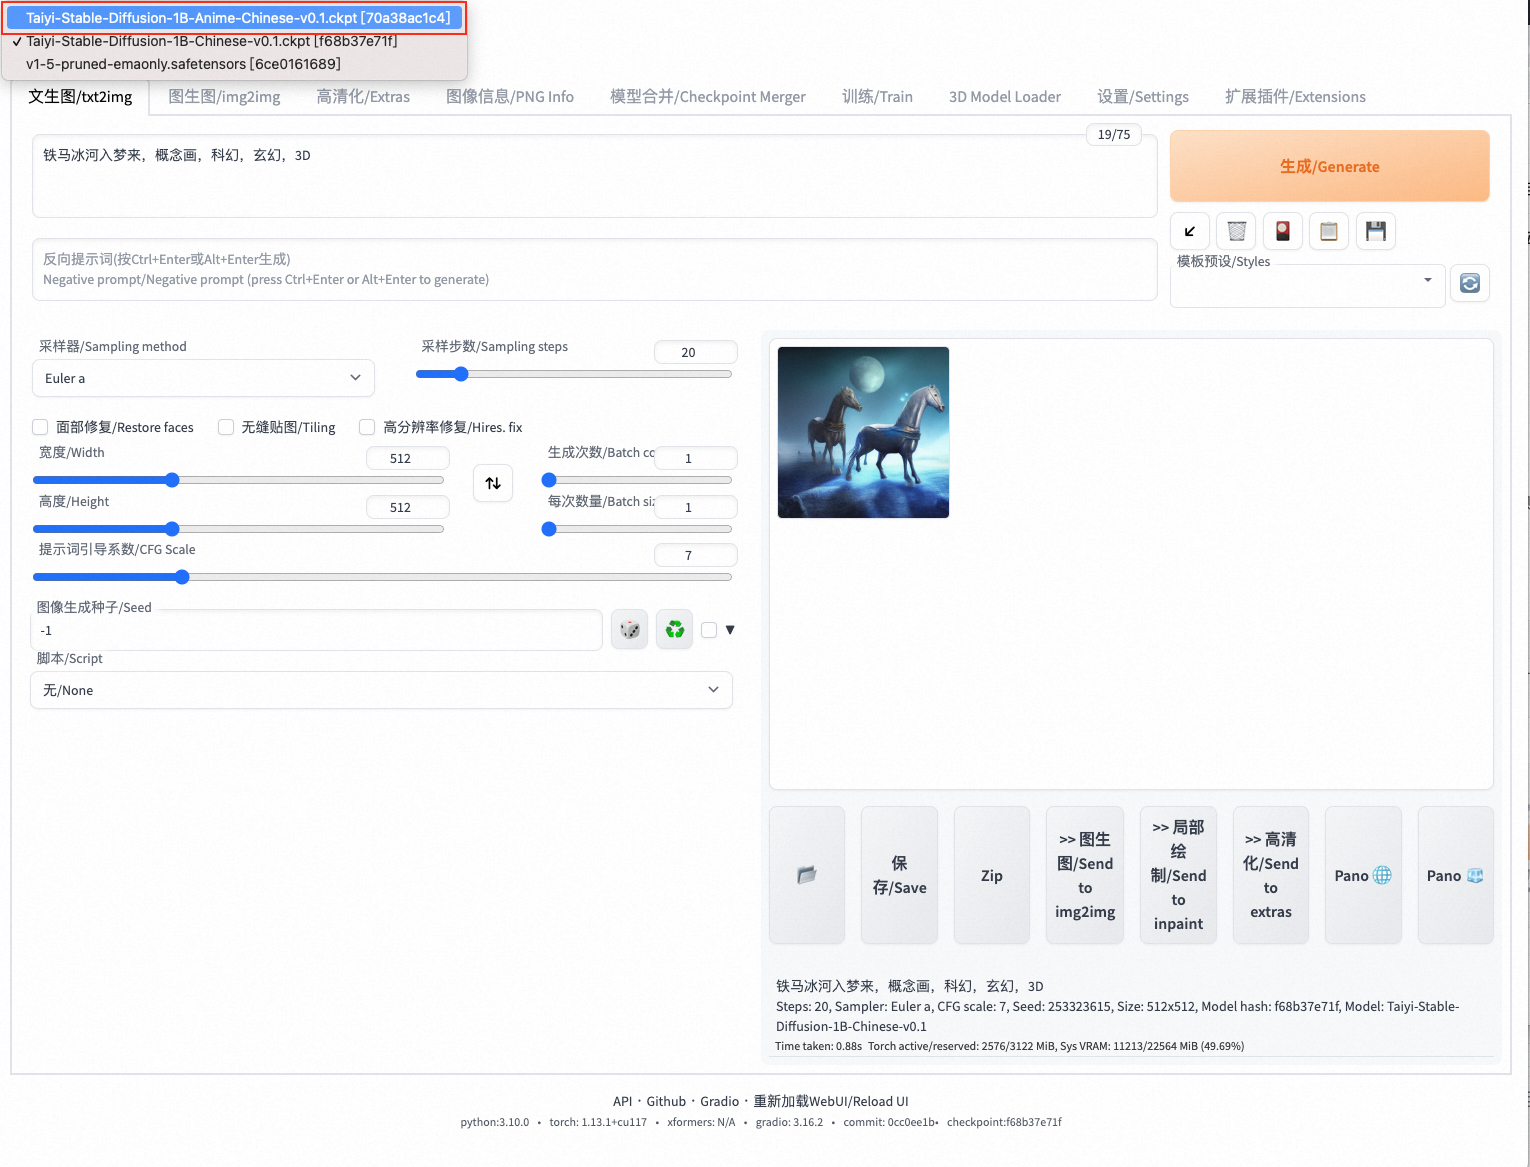 Taiyi-Stable-Diffusion-1B-Anime-Chinese-v0.1.ckpt [70a38ac1c4]
✓ Taiyi-Stable-Diffusion-1B-Chinese-v0.1.ckpt [f68b37e71f]
v1-5-pruned-emaonly.safetensors [6ce0161689]
文生图/txt2img 图生图/img2img 高清化/Extras 图像信息/PNG Info 模型合并/Checkpoint Merger 训练/Train 3D Model Loader 设置/Settings 扩展插件/Extensions
19/75
铁马冰河入梦来，概念画，科幻，玄幻，3D
生成/Generate
反向提示词(按Ctrl+Enter或Alt+Enter生成)
Negative prompt/Negative prompt (press Ctrl+Enter or Alt+Enter to generate)
模板预设/Styles
采样器/Sampling method
Euler a
采样步数/Sampling steps
20
面部修复/Restore faces 无缝贴图/Tiling 高分辨率修复/Hires. fix
宽度/Width
512
生成次数/Batch co
1
高度/Height
512
每次数量/Batch siz
1
提示词引导系数/CFG Scale
7
图像生成种子/Seed
-1
▼
脚本/Script
无/None
保
存/Save
Zip
>> 图生
图/Send
to
img2img
>> 局部
绘
制/Send
to
inpaint
>> 高清
化/Send
to
extras
Pano
Pano
铁马冰河入梦来，概念画，科幻，玄幻，3D
Steps: 20, Sampler: Euler a, CFG scale: 7, Seed: 253323615, Size: 512x512, Model hash: f68b37e71f, Model: Taiyi-Stable-
Diffusion-1B-Chinese-v0.1
Time taken: 0.88s Torch active/reserved: 2576/3122 MiB, Sys VRAM: 11213/22564 MiB (49.69%)
API · Github · Gradio · 重新加载WebUI/Reload UI
python:3.10.0 • torch: 1.13.1+cu117 • xformers: N/A • gradio: 3.16.2 • commit: 0cc0ee1b• checkpoint:f68b37e71f